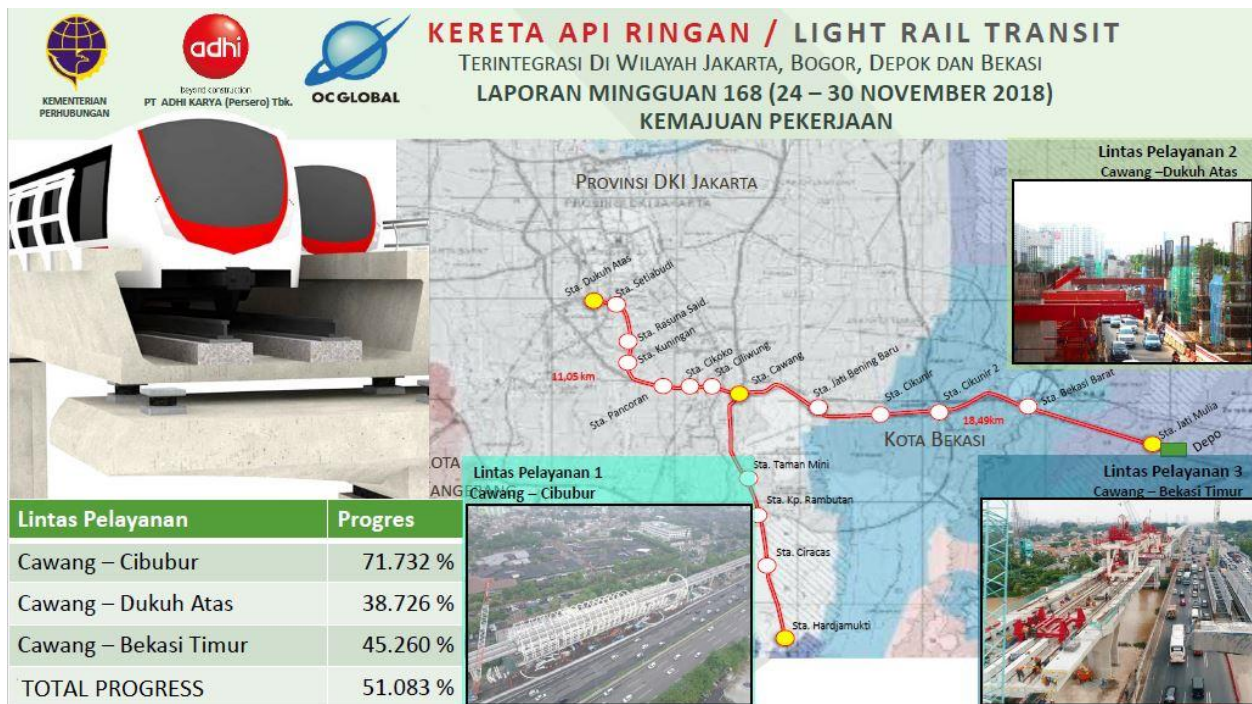 KERETA API RINGAN / LIGHT RAIL TRANSIT
TERINTEGRASI DI WILAYAH JAKARTA, BOGOR, DEPOK DAN BEKASI
LAPORAN MINGGUAN 168 (24 – 30 NOVEMBER 2018)
KEMAJUAN PEKERJAAN
KEMENTERIAN
PERHUBUNGAN
adhi
beyond construction
PT ADHI KARYA (Persero) Tbk.
OC GLOBAL
PROVINSI DKI JAKARTA
PROVINSI DKI JAKARTA
Lintas Pelayanan 2
Cawang –Dukuh Atas
Sta. Dukuh Atas
Sta. Setiabudi
Sta. Rasuna Said
Sta. Kuningan
11,05 km
Sta. Pancoran
Sta. Cikoko
Sta. Ciliwung
Sta. Cawang
Sta. Jati Bening Baru
Sta. Cikunir
Sta. Cikunir 2
18,49km
Sta. Bekasi Barat
Sta. Jati Mulia
Depo
KOTA BEKASI
Sta. Taman Mini
Sta. Kp. Rambutan
Sta. Ciracas
Sta. Hardjamukti
Lintas Pelayanan 1
Cawang – Cibubur
Lintas Pelayanan 3
Cawang – Bekasi Timur
Lintas Pelayanan Progres
Cawang – Cibubur 71.732 %
Cawang – Dukuh Atas 38.726 %
Cawang – Bekasi Timur 45.260 %
TOTAL PROGRESS 51.083 %